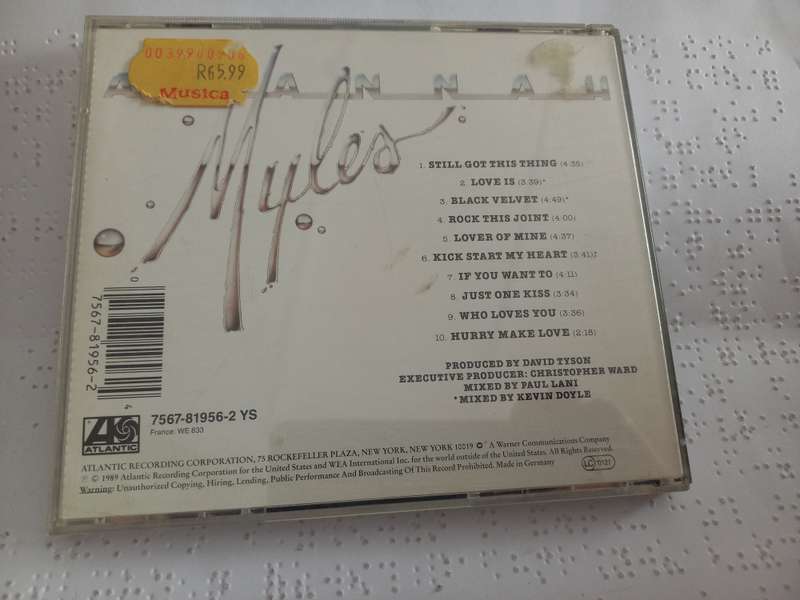 0039900506
R65.99
Musica
ANNAH
Myles
1. STILL GOT THIS THING (4:35)
2. LOVE IS (3:39)*
3. BLACK VELVET (4:49)*
4. ROCK THIS JOINT (4:00)
5. LOVER OF MINE (4:37)
6. KICK START MY HEART (3:41)*
7. IF YOU WANT TO (4:11)
8. JUST ONE KISS (3:34)
9. WHO LOVES YOU (3:36)
10. HURRY MAKE LOVE (2:18)
PRODUCED BY DAVID TYSON
EXECUTIVE PRODUCER: CHRISTOPHER WARD
MIXED BY PAUL LANI
*MIXED BY KEVIN DOYLE
0
7567-81956-2
4
ATLANTIC
7567-81956-2 YS
France: WE 833
ATLANTIC RECORDING CORPORATION, 75 ROCKEFELLER PLAZA, NEW YORK, NEW YORK 10019 A Warner Communications Company
℗ © 1989 Atlantic Recording Corporation for the United States and WEA International Inc. for the world outside of the United States. All Rights Reserved.
Warning: Unauthorized Copying, Hiring, Lending, Public Performance And Broadcasting Of This Record Prohibited. Made in Germany
LC 0121